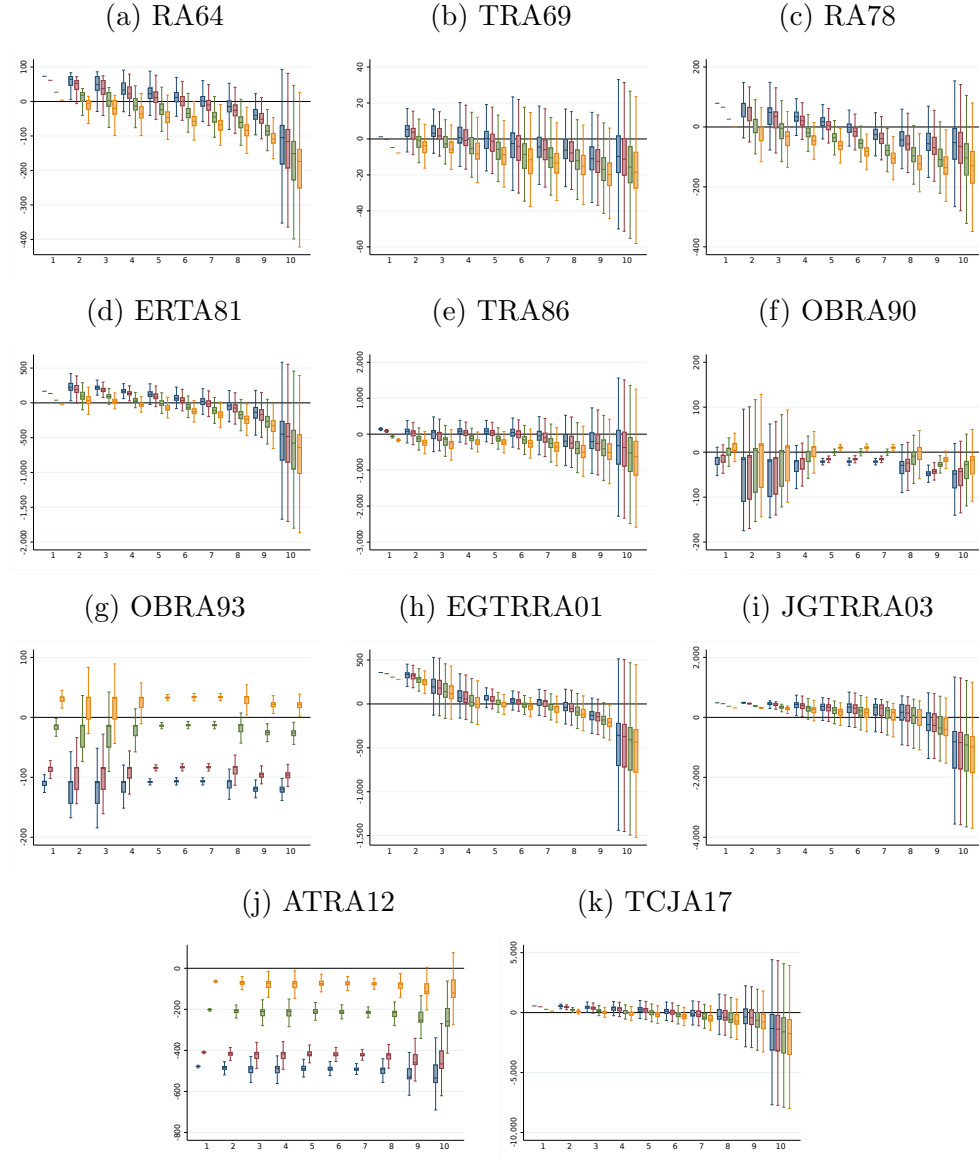 (a) RA64 (b) TRA69 (c) RA78
100 0 -100 -200 -300 -400
1 2 3 4 5 6 7 8 9 10
40 20 0 -20 -40 -60
1 2 3 4 5 6 7 8 9 10
200 0 -200 -400
1 2 3 4 5 6 7 8 9 10
(d) ERTA81 (e) TRA86 (f) OBRA90
500 0 -500 -1,000 -1,500 -2,000
1 2 3 4 5 6 7 8 9 10
2,000 1,000 0 -1,000 -2,000 -3,000
1 2 3 4 5 6 7 8 9 10
200 100 0 -100 -200
1 2 3 4 5 6 7 8 9 10
(g) OBRA93 (h) EGTRRA01 (i) JGTRRA03
100 0 -100 -200
1 2 3 4 5 6 7 8 9 10
500 0 -500 -1,000 -1,500
1 2 3 4 5 6 7 8 9 10
2,000 0 -2,000 -4,000
1 2 3 4 5 6 7 8 9 10
(j) ATRA12 (k) TCJA17
0 -200 -400 -600 -800
1 2 3 4 5 6 7 8 9 10
5,000 0 -5,000 -10,000
1 2 3 4 5 6 7 8 9 10